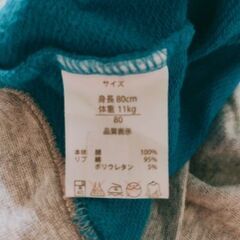 サイズ
身長 80cm
体重 11kg
80
品質表示
本体 綿 100%
リブ 綿 95%
ポリウレタン 5%